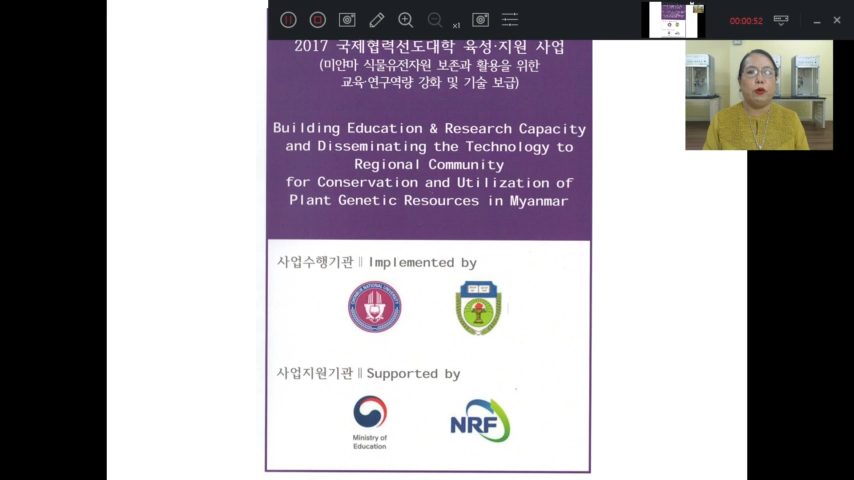 x1
00:00:52
2017 국제협력선도대학 육성·지원 사업
(미얀마 식물유전자원 보존과 활용을 위한
교육·연구역량 강화 및 기술 보급)
Building Education & Research Capacity
and Disseminating the Technology to
Regional Community
for Conservation and Utilization of
Plant Genetic Resources in Myanmar
사업수행기관 || Implemented by
사업지원기관 || Supported by
Ministry of
Education
NRF